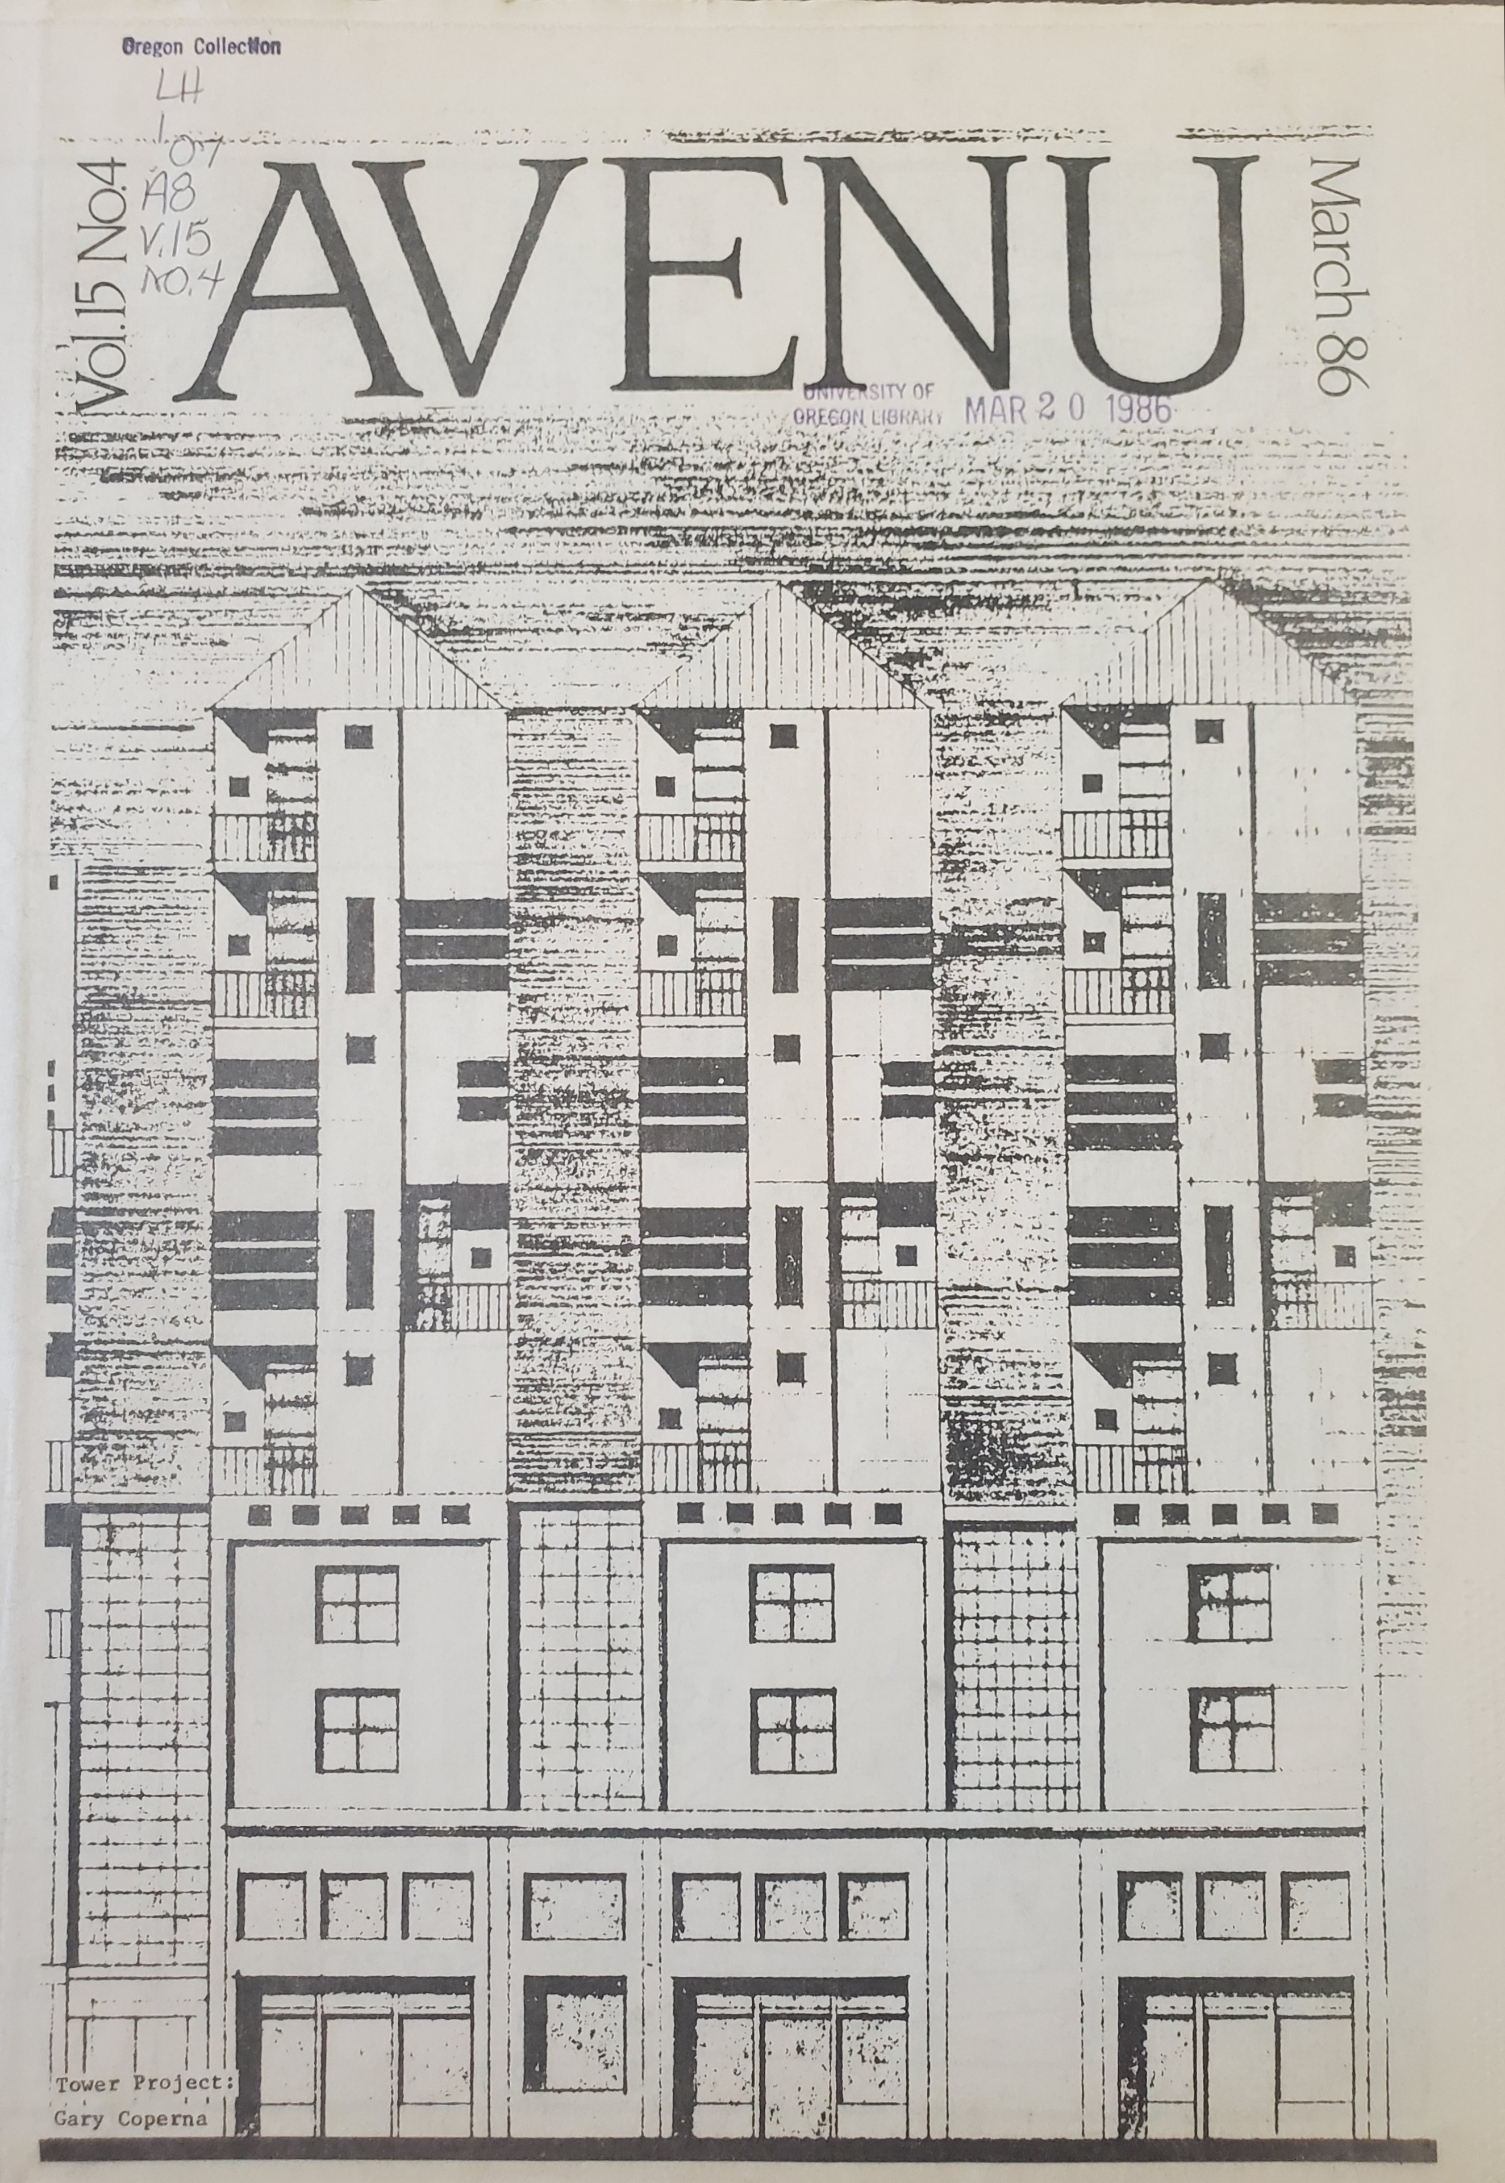 Oregon Collection
LH
1
.O7
A8
V.15
NO.4
Vol.15 No.4
AVENU
March 86
UNIVERSITY OF
OREGON LIBRARY
MAR 20 1986
Tower Project:
Gary Coperna